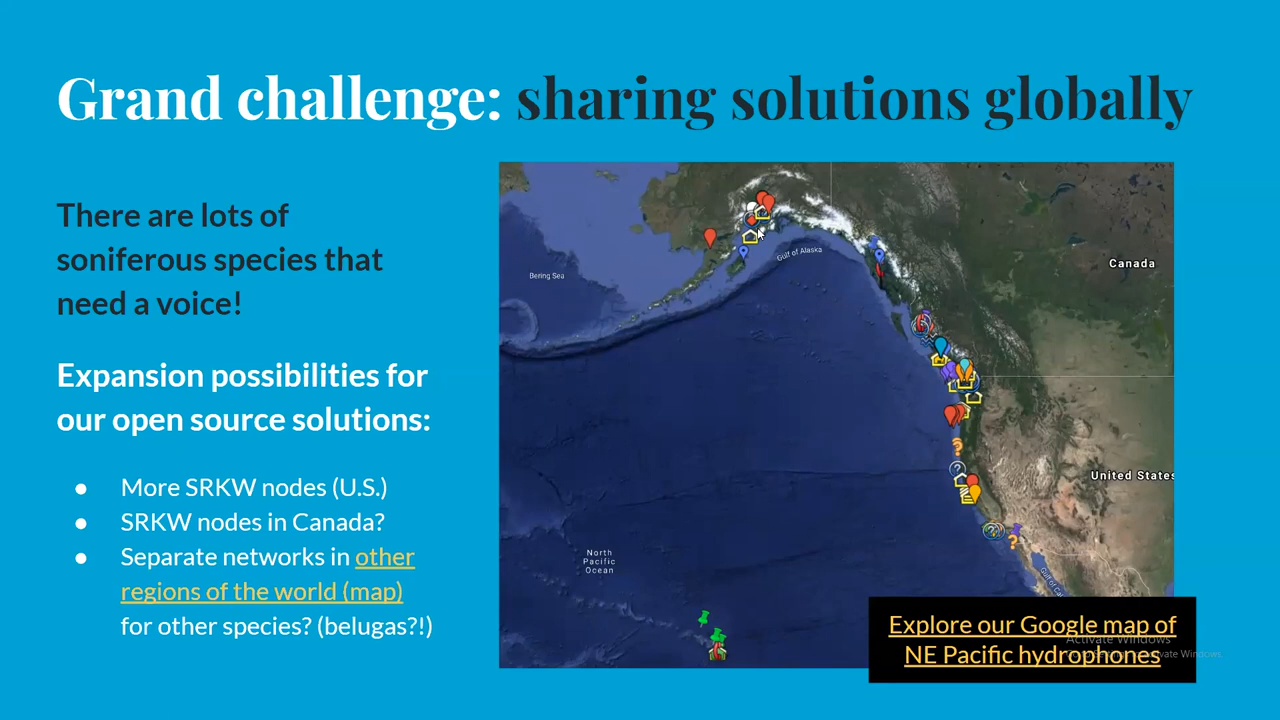 Grand challenge: sharing solutions globally
There are lots of
soniferous species that
need a voice!
Expansion possibilities for
our open source solutions:
● More SRKW nodes (U.S.)
● SRKW nodes in Canada?
● Separate networks in other
regions of the world (map)
for other species? (belugas?!)
Bering Sea
Gulf of Alaska
Canada
United States
North
Pacific
Ocean
Explore our Google map of
NE Pacific hydrophones
Activate Windows